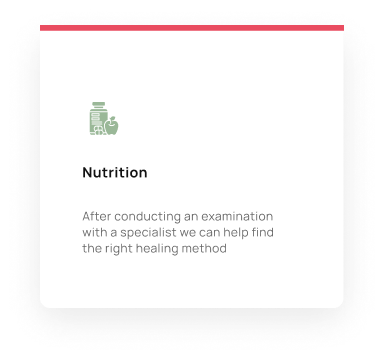 Nutrition
After conducting an examination
with a specialist we can help find
the right healing method